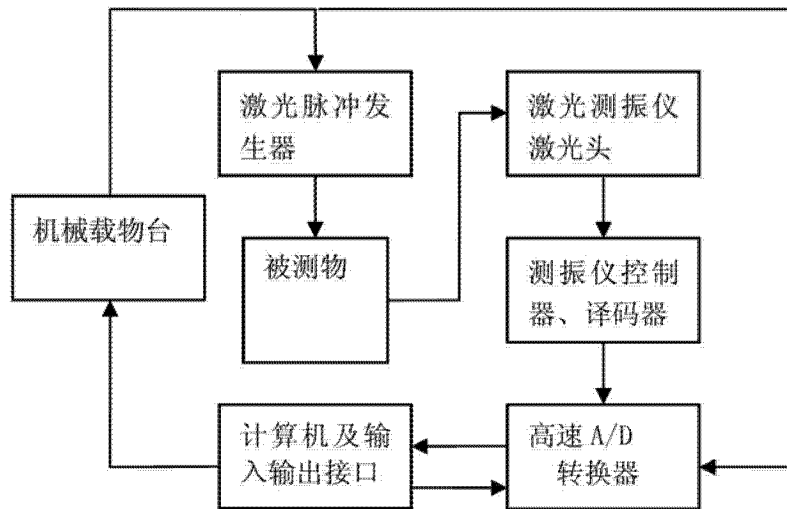 激光脉冲发
生器
激光测振仪
激光头
机械载物台
被测物
测振仪控制
器、译码器
计算机及输
入输出接口
高速 A/D
转换器